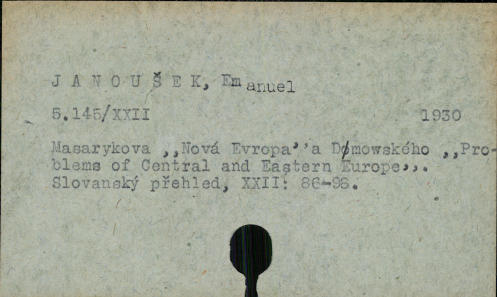 JANOUŠEK, Emanuel
5.145/XXII 1930
Masarykova ,,Nová Evropa'' a Dmowského ,,Pro-
blems of Central and Eastern Europe,,.
Slovanský přehled, XXII: 86-96.